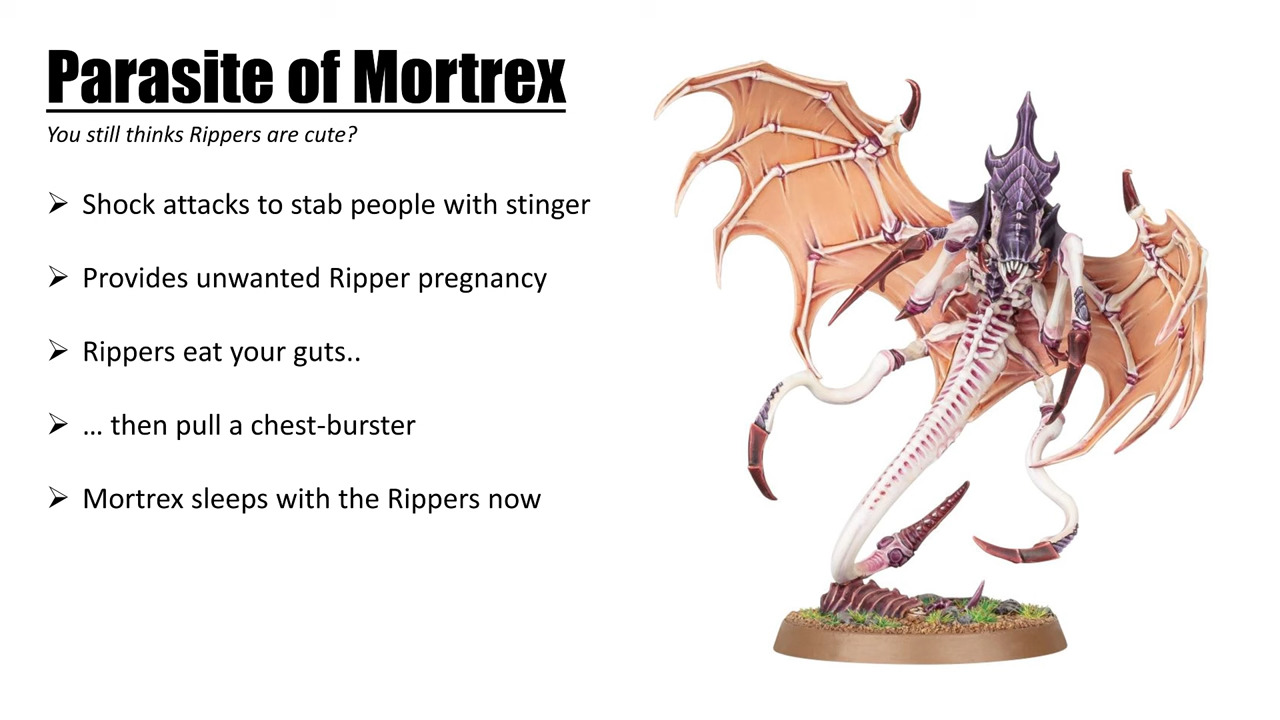 Parasite of Mortrex
You still thinks Rippers are cute?
➢ Shock attacks to stab people with stinger
➢ Provides unwanted Ripper pregnancy
➢ Rippers eat your guts..
➢ … then pull a chest-burster
➢ Mortrex sleeps with the Rippers now